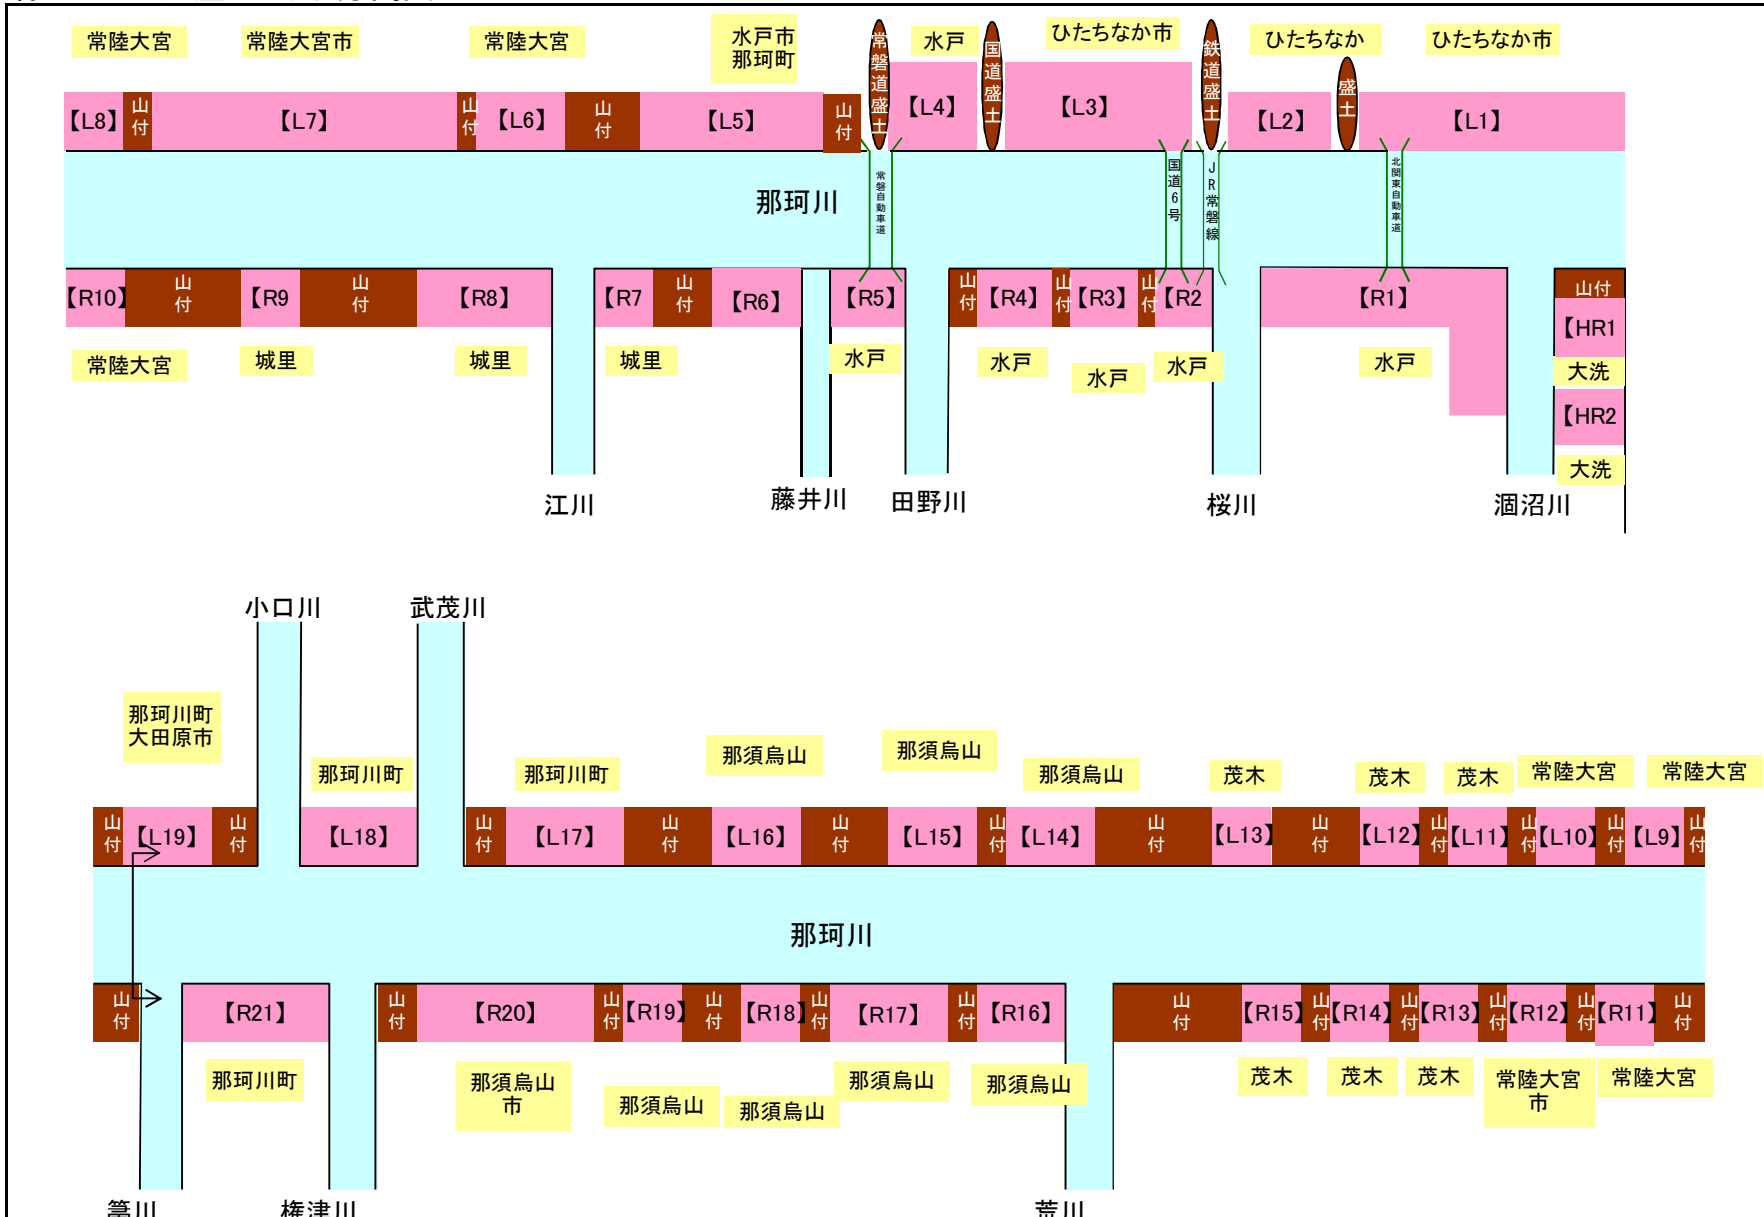 常陸大宮
常陸大宮市
常陸大宮
水戸市
那珂町
常磐道盛土
水戸
国道盛土
ひたちなか市
鉄道盛土
ひたちなか
盛土
ひたちなか市
【L8】
山付
【L7】
山付
【L6】
山付
【L5】
山付
【L4】
【L3】
【L2】
【L1】
那珂川
常磐自動車道
国道6号
JR常磐線
北関東自動車道
【R10】
山付
【R9】
山付
【R8】
【R7】
山付
【R6】
【R5】
山付
【R4】
山付
【R3】
山付
【R2
【R1】
山付
【HR1
大洗
【HR2
大洗
常陸大宮
城里
城里
城里
水戸
水戸
水戸
水戸
水戸
江川
藤井川
田野川
桜川
涸沼川
小口川
武茂川
那珂川町
大田原市
那珂川町
那珂川町
那須烏山
那須烏山
那須烏山
茂木
茂木
茂木
常陸大宮
常陸大宮
山付
【L19】
山付
【L18】
山付
【L17】
山付
【L16】
山付
【L15】
山付
【L14】
山付
【L13】
山付
【L12】
山付
【L11】
山付
【L10】
山付
【L9】
山付
那珂川
山付
【R21】
山付
【R20】
山付
【R19】
山付
【R18】
山付
【R17】
山付
【R16】
山付
【R15】
山付
【R14】
山付
【R13】
山付
【R12】
山付
【R11】
山付
那珂川町
那須烏山
市
那須烏山
那須烏山
那須烏山
那須烏山
茂木
茂木
茂木
常陸大宮
市
常陸大宮
箒川
権津川
荒川